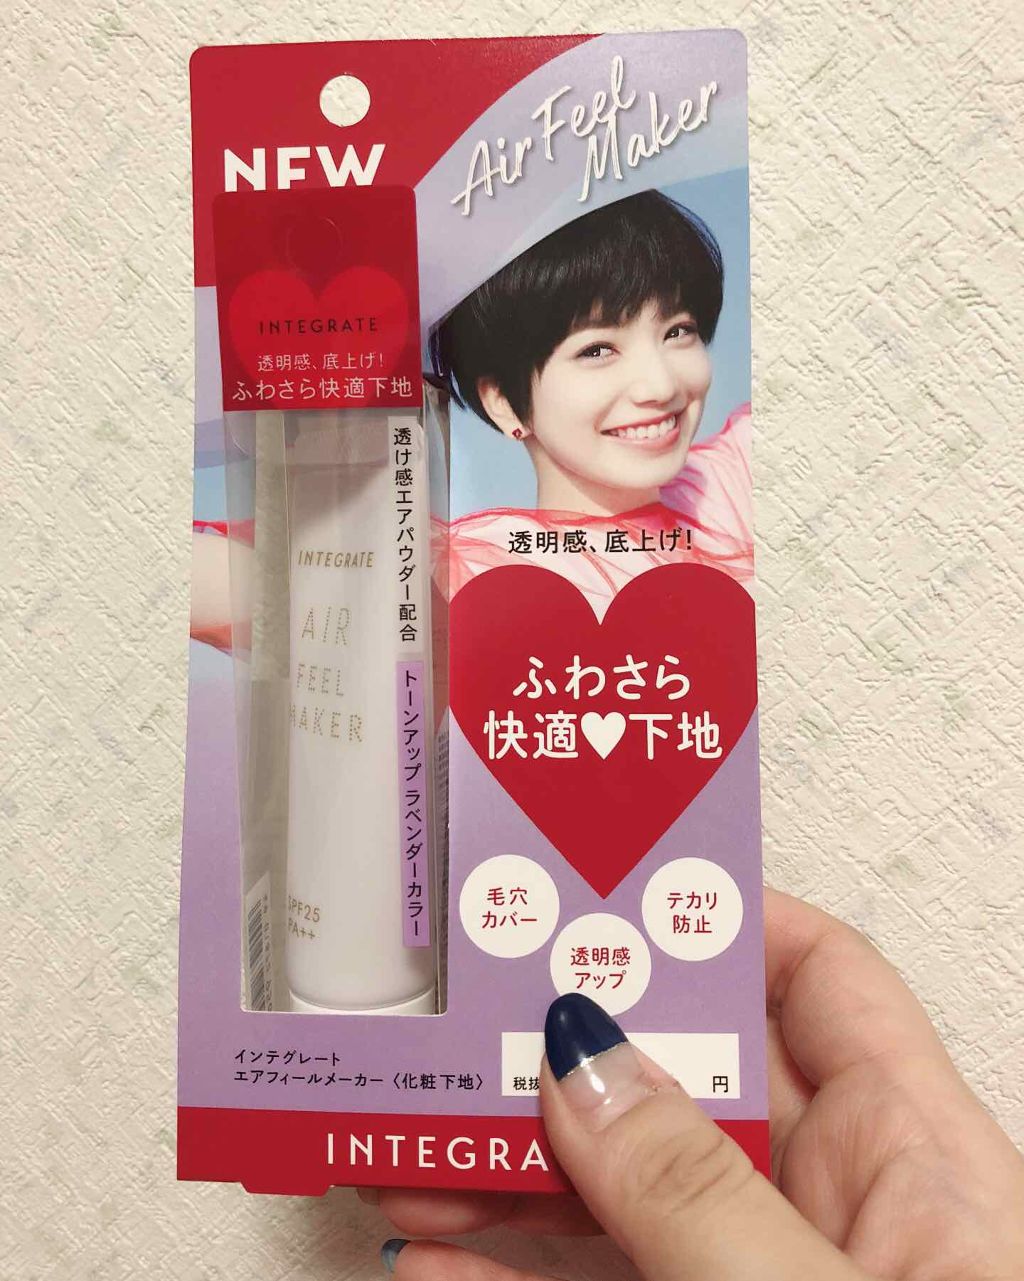 NEW
Air Feel
Maker
INTEGRATE
透明感、底上げ!
ふわさら快適下地
透け感エアパウダー配合
トーンアップ ラベンダーカラー
INTEGRATE
AIR
FEEL
MAKER
SPF25
PA++
透明感、底上げ!
ふわさら
快適♥下地
毛穴
カバー
テカリ
防止
透明感
アップ
インテグレート
エアフィールメーカー〈化粧下地〉
税抜
円
INTEGRA